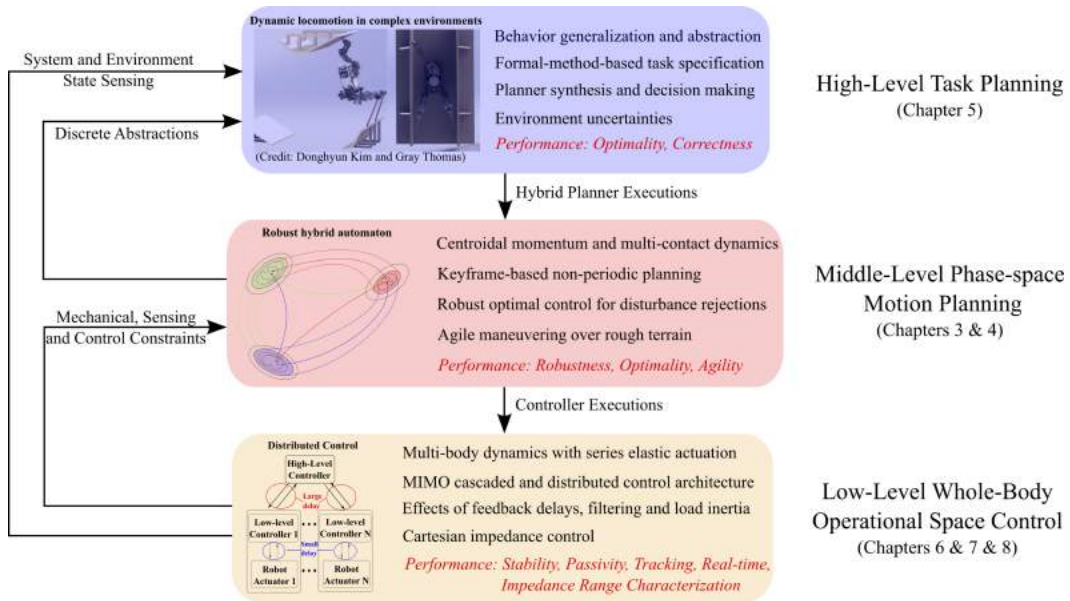 Dynamic locomotion in complex environments
System and Environment
State Sensing
Discrete Abstractions
Behavior generalization and abstraction
Formal-method-based task specification
Planner synthesis and decision making
Environment uncertainties
Performance: Optimality, Correctness
(Credit: Donghyun Kim and Gray Thomas)
High-Level Task Planning
(Chapter 5)
Hybrid Planner Executions
Robust hybrid automaton
Mechanical, Sensing
and Control Constraints
Centroidal momentum and multi-contact dynamics
Keyframe-based non-periodic planning
Robust optimal control for disturbance rejections
Agile maneuvering over rough terrain
Performance: Robustness, Optimality, Agility
Middle-Level Phase-space
Motion Planning
(Chapters 3 & 4)
Controller Executions
Distributed Control
High-Level
Controller
Large
delay
Low-level
Controller 1
...
Low-level
Controller N
Small
delay
Robot
Actuator 1
...
Robot
Actuator N
Multi-body dynamics with series elastic actuation
MIMO cascaded and distributed control architecture
Effects of feedback delays, filtering and load inertia
Cartesian impedance control
Performance: Stability, Passivity, Tracking, Real-time,
Impedance Range Characterization
Low-Level Whole-Body
Operational Space Control
(Chapters 6 & 7 & 8)